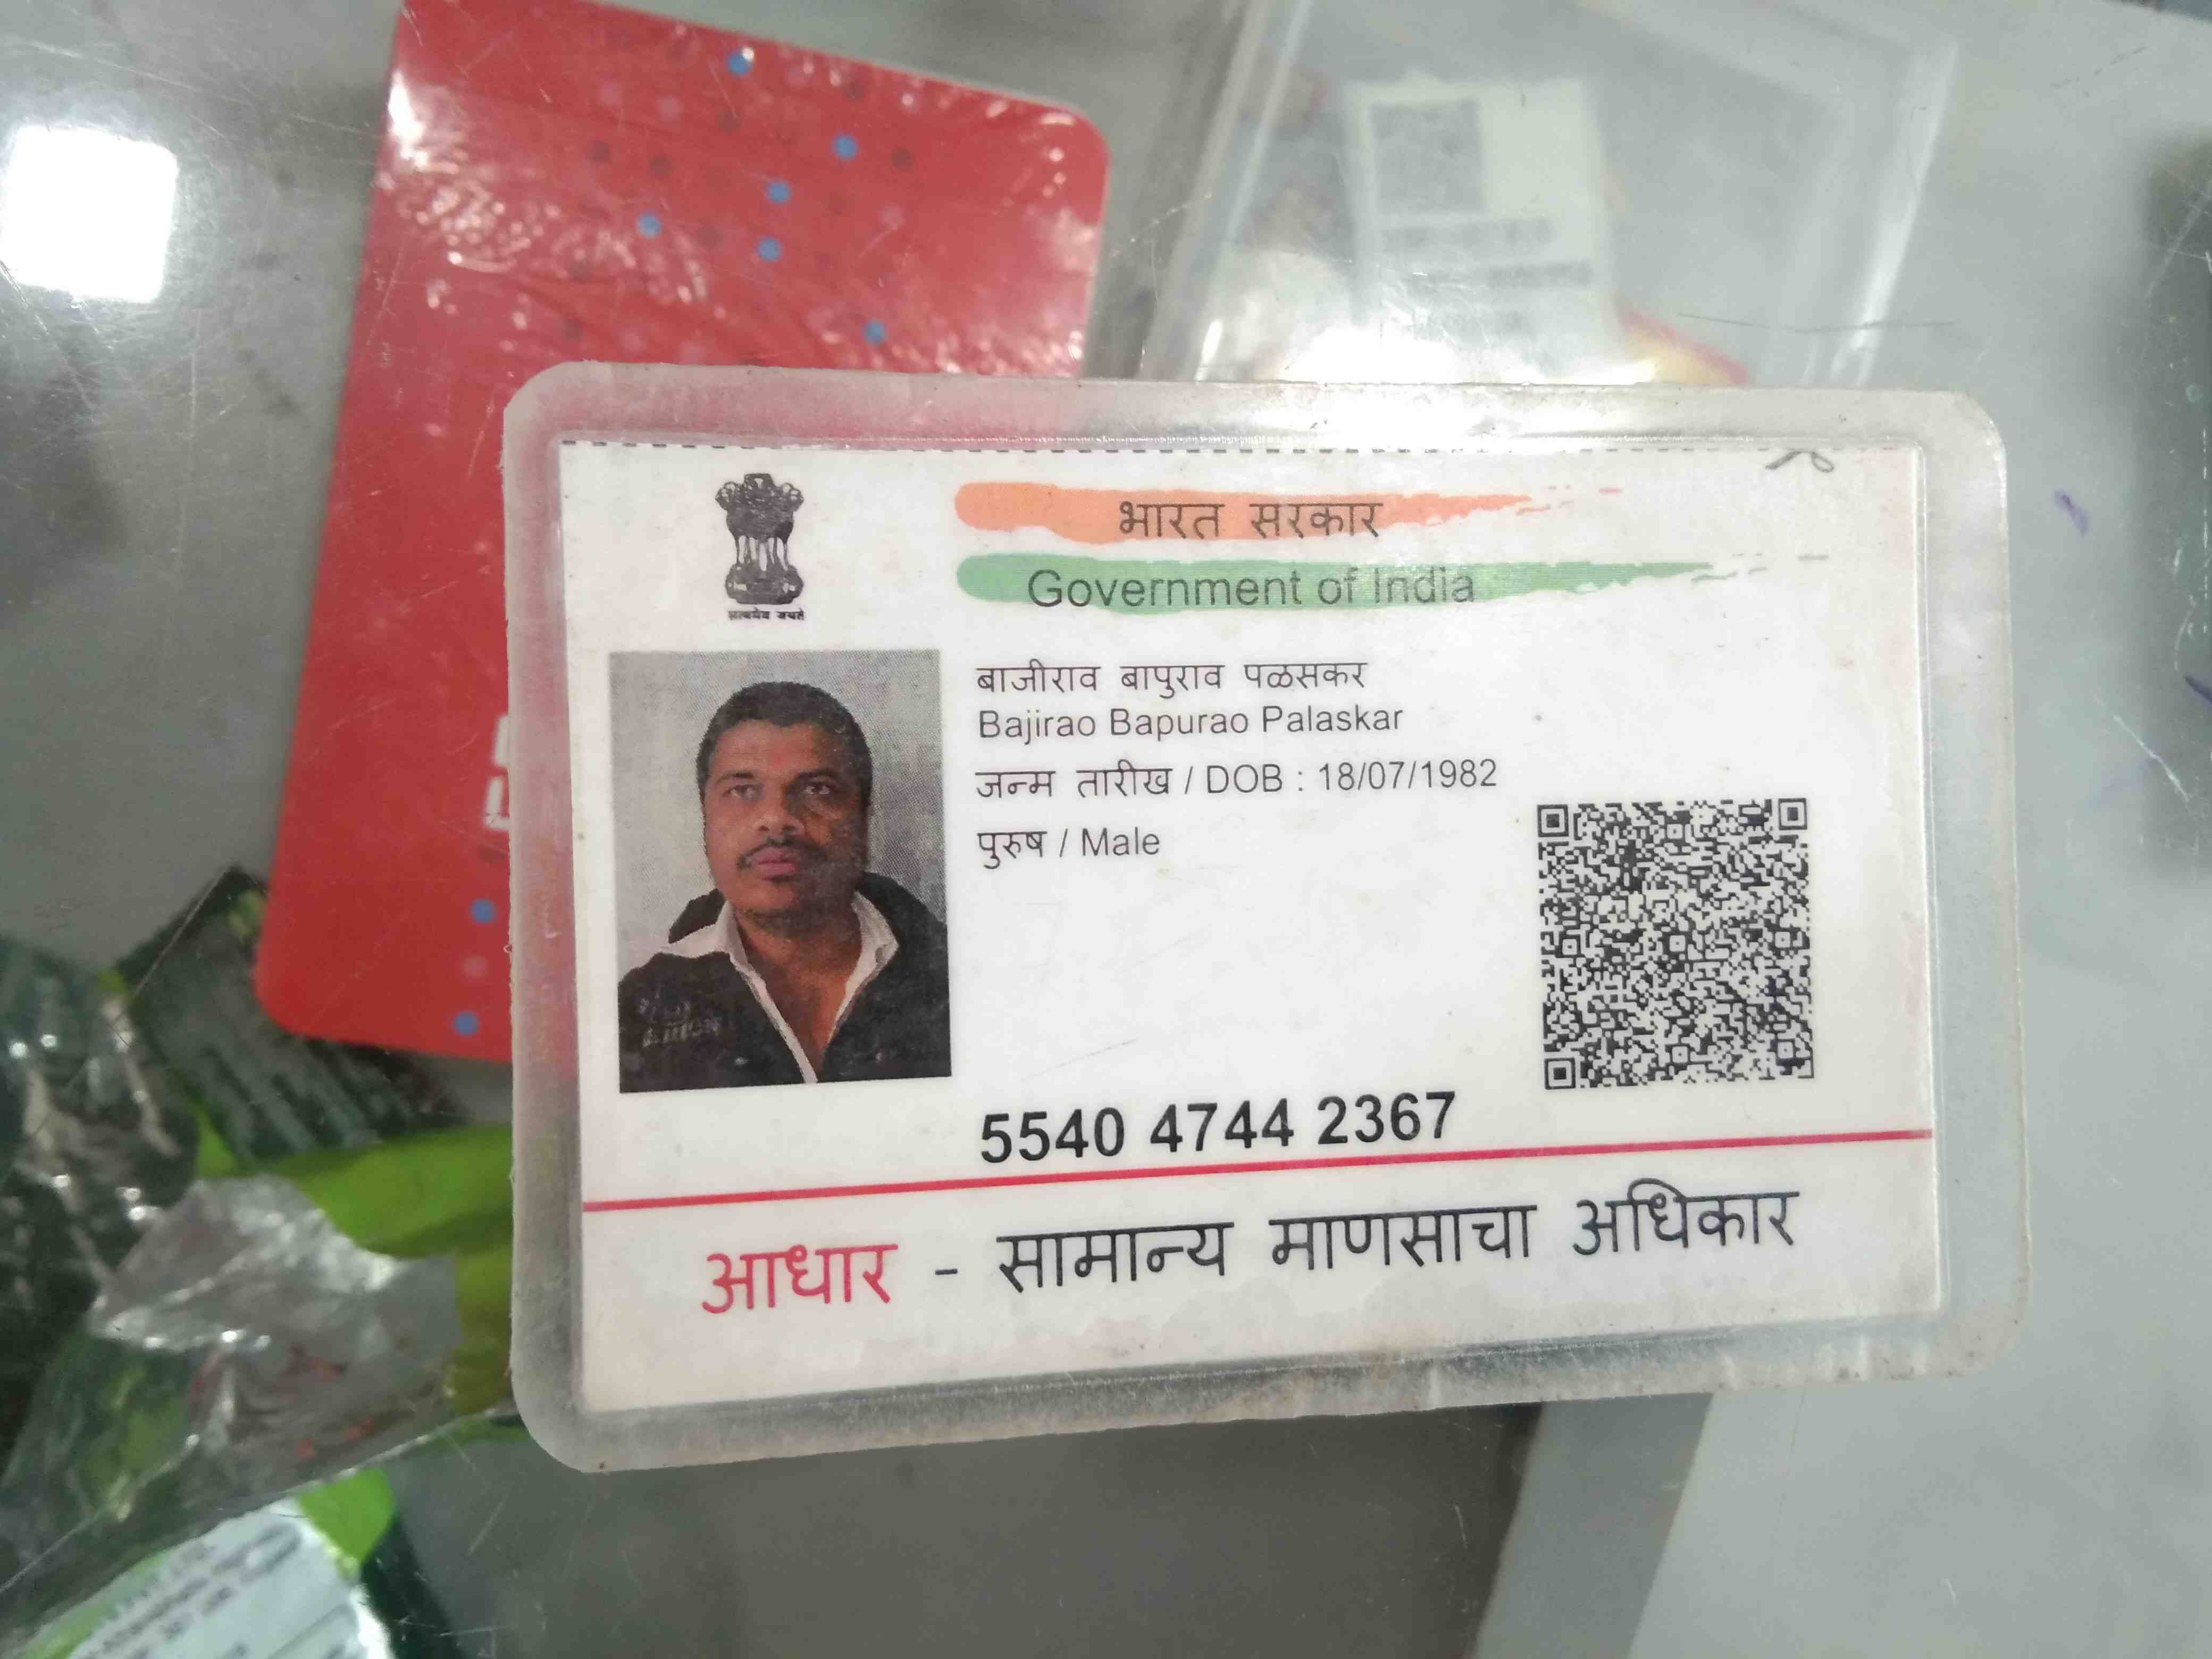 सत्यमेव जयते
भारत सरकार
Government of India
बाजीराव बापुराव पळसकर
Bajirao Bapurao Palaskar
जन्म तारीख / DOB : 18/07/1982
पुरुष / Male
5540 4744 2367
आधार - सामान्य माणसाचा अधिकार